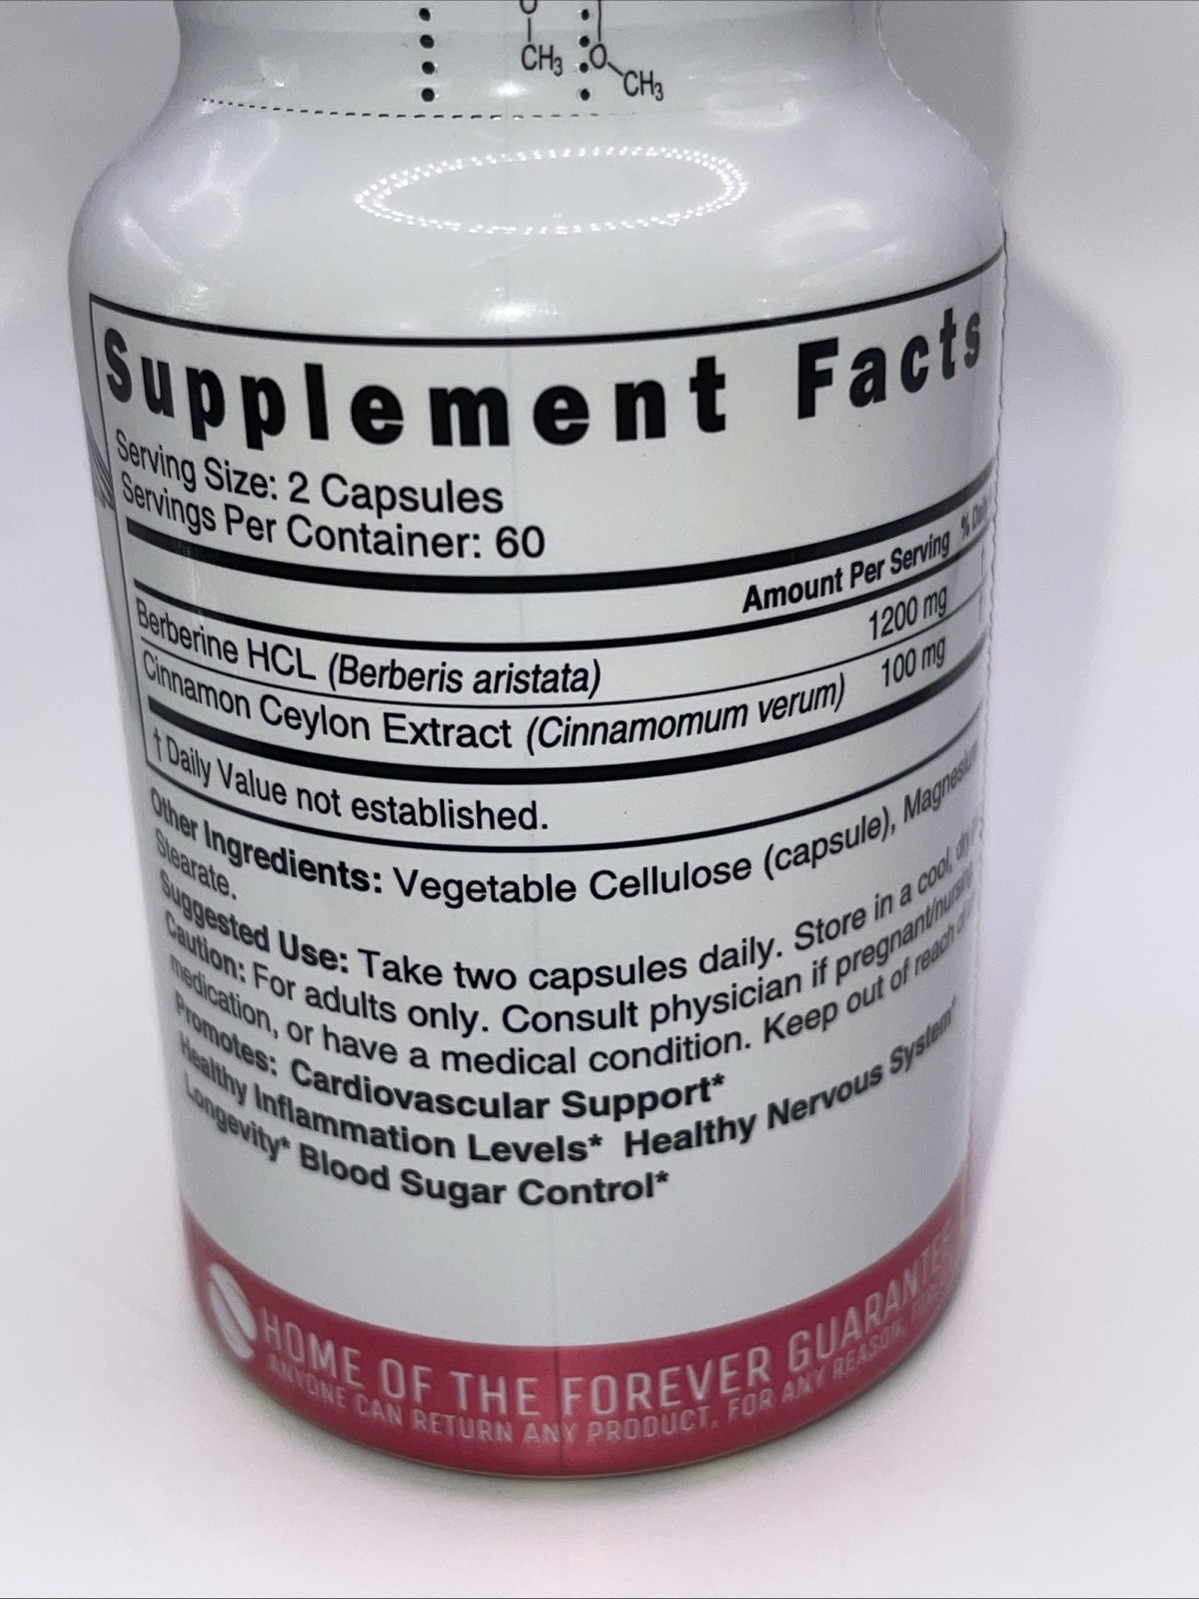 CH3
O
CH3
Supplement Facts
Serving Size: 2 Capsules
Servings Per Container: 60
Amount Per Serving % Daily
Berberine HCL (Berberis aristata) 1200 mg †
Cinnamon Ceylon Extract (Cinnamomum verum) 100 mg †
† Daily Value not established.
Other Ingredients: Vegetable Cellulose (capsule), Magnesium
Stearate.
Suggested Use: Take two capsules daily. Store in a cool, dry
Caution: For adults only. Consult physician if pregnant/nursing
medication, or have a medical condition. Keep out of reach of
Promotes: Cardiovascular Support*
Healthy Inflammation Levels* Healthy Nervous System*
Longevity* Blood Sugar Control*
HOME OF THE FOREVER GUARANTEE
ANYONE CAN RETURN ANY PRODUCT, FOR ANY REASON,